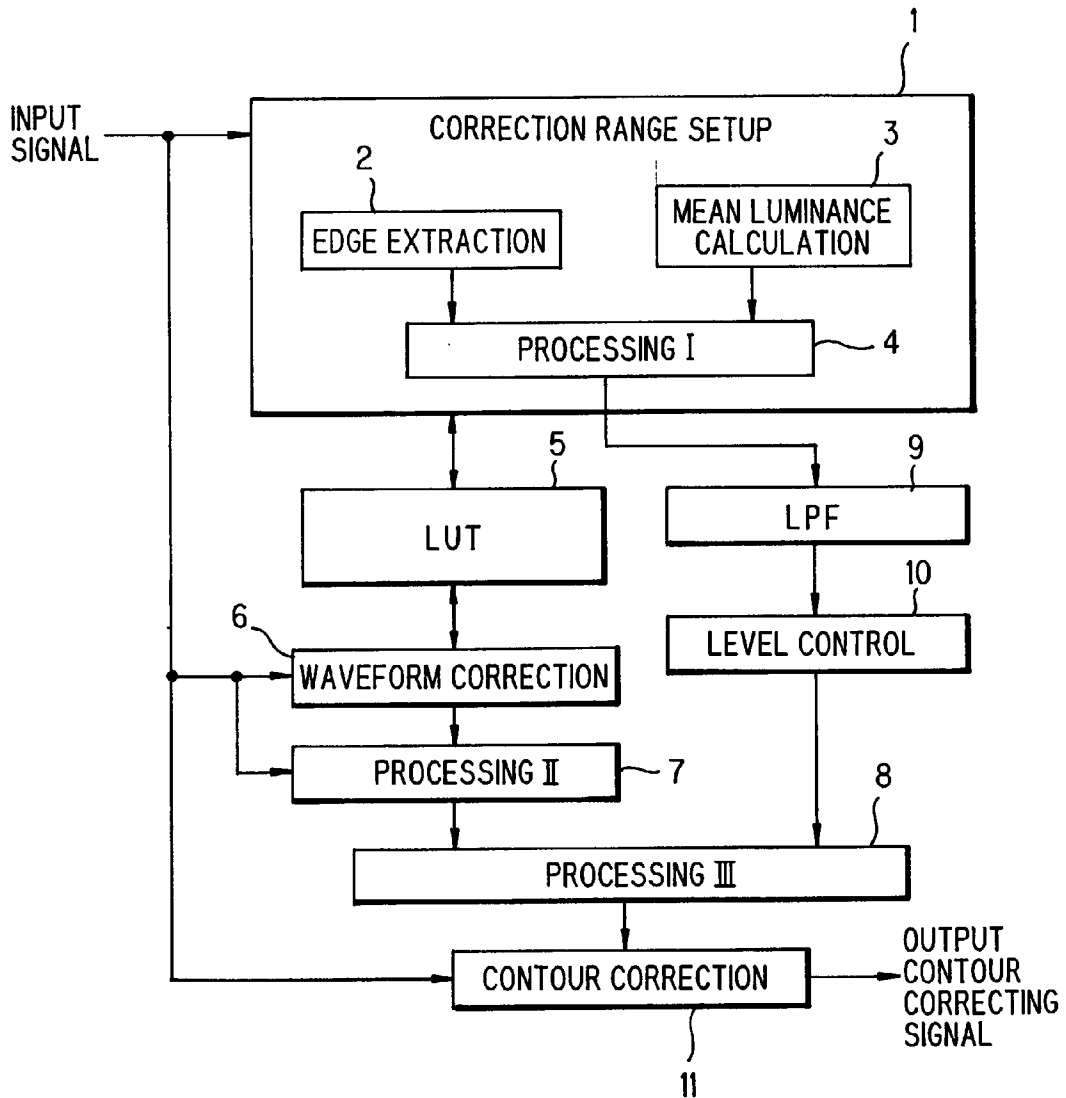 1
INPUT
SIGNAL
CORRECTION RANGE SETUP
2
3
EDGE EXTRACTION
MEAN LUMINANCE
CALCULATION
PROCESSING I
4
5
9
LUT
LPF
10
6
LEVEL CONTROL
WAVEFORM CORRECTION
PROCESSING II
7
8
PROCESSING III
CONTOUR CORRECTION
OUTPUT
CONTOUR
CORRECTING
SIGNAL
11